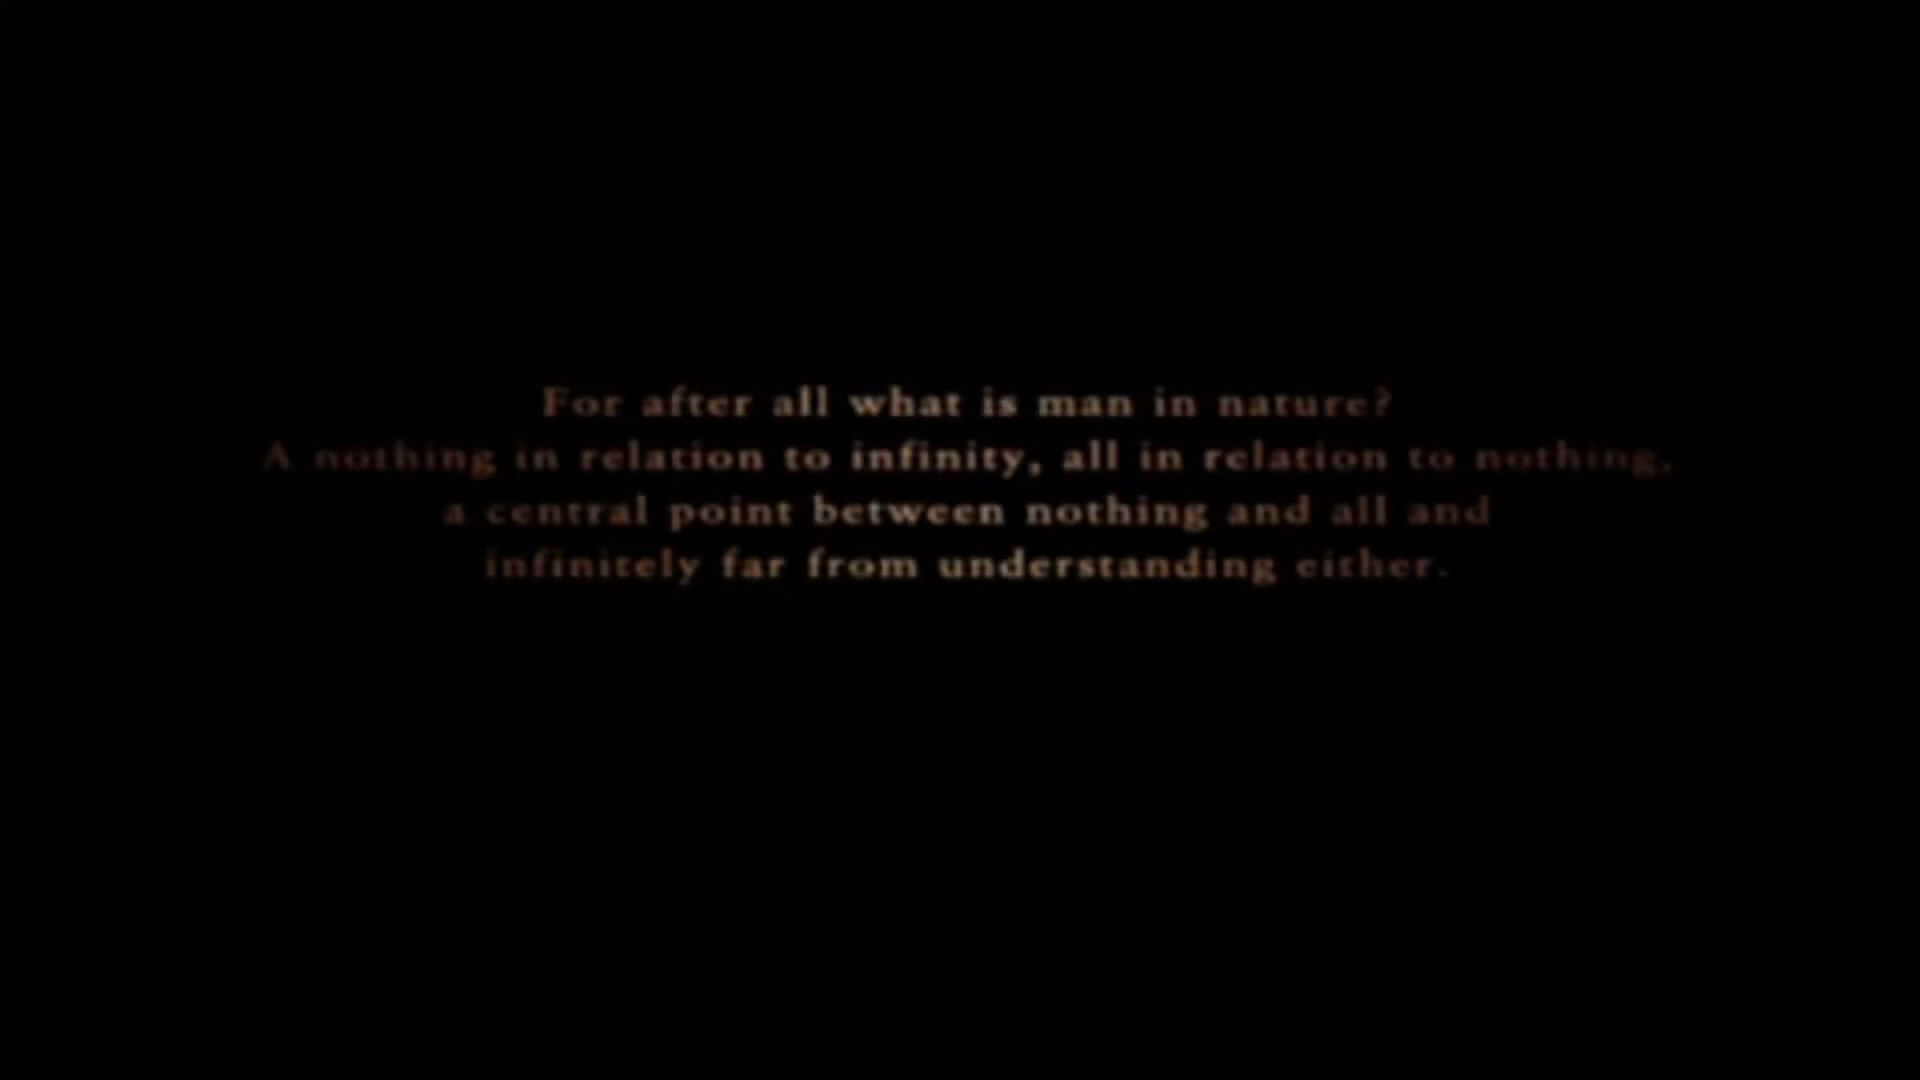 For after all what is man in nature?
A nothing in relation to infinity, all in relation to nothing,
a central point between nothing and all and
infinitely far from understanding either.